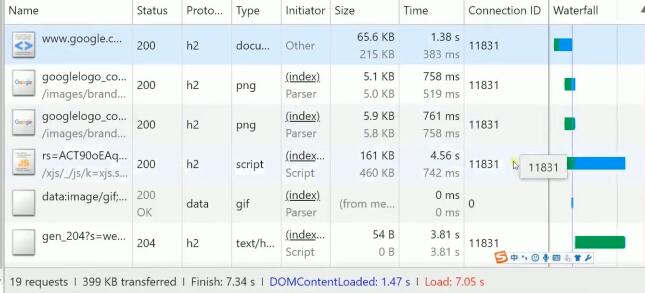 Name Status Proto... Type Initiator Size Time Connection ID Waterfall
www.google.c... 200 h2 docu... Other 65.6 KB 1.38 s 11831
215 KB 383 ms
googlelogo_co... 200 h2 png (index) 5.1 KB 758 ms 11831
/images/brand... Parser 5.0 KB 519 ms
googlelogo_co... 200 h2 png (index) 5.9 KB 761 ms 11831
/images/brand... Parser 5.8 KB 758 ms
rs=ACT90oEAq... 200 h2 script (index) 161 KB 4.56 s 11831 11831
/xjs/_/js/k=xjs.s... Script 460 KB 742 ms
data:image/gif;... 200 data gif (index... (from me... 0 ms 0
OK Parser 0 ms
gen_204?s=we... 204 h2 text/h... (index... 54 B 3.81 s 11831
Script 0 B 3.81 s
中
19 requests | 399 KB transferred | Finish: 7.34 s | DOMContentLoaded: 1.47 s | Load: 7.05 s